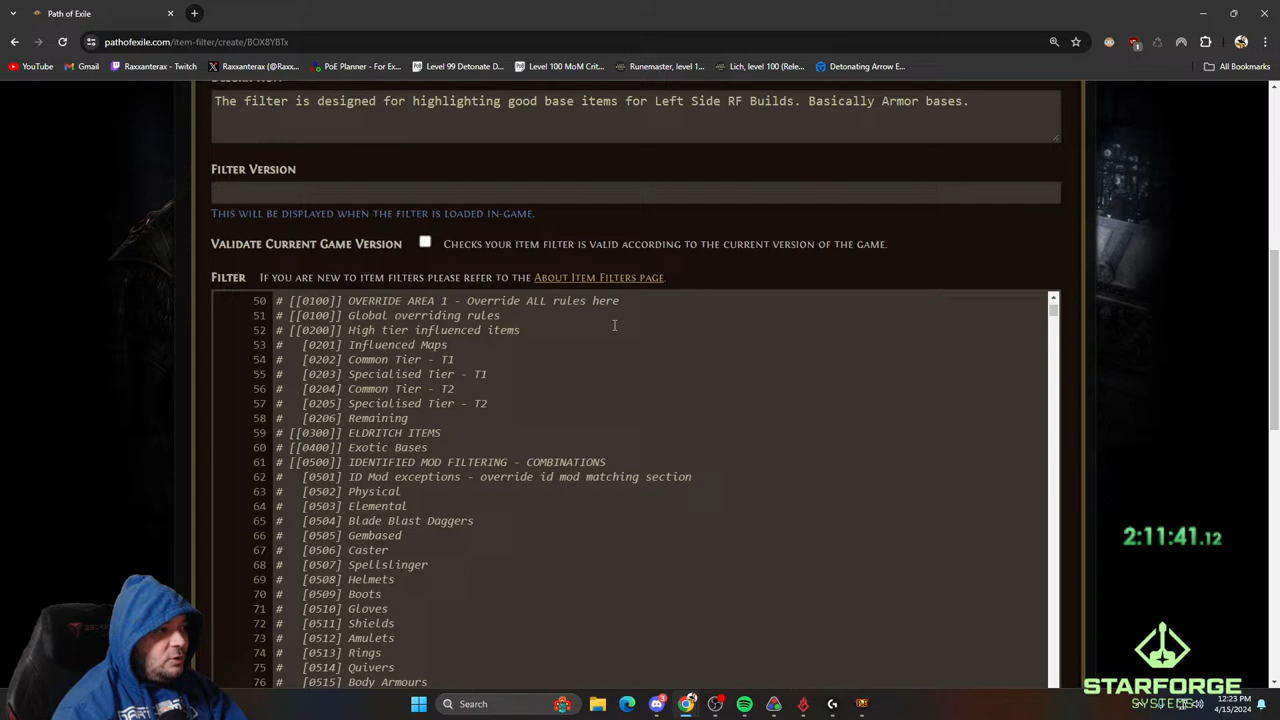 Path of Exile
pathofexile.com/item-filter/create/BOX8YBTx
YouTube
Gmail
Raxxanterax - Twitch
Raxxanterax (@Raxx...
PoE Planner - For Ex...
Level 99 Detonate D...
Level 100 MoM Crit...
Runemaster, level 1...
Lich, level 100 (Rele...
Detonating Arrow E...
All Bookmarks
The filter is designed for highlighting good base items for Left Side RF Builds. Basically Armor bases.
Filter Version
This will be displayed when the filter is loaded in-game.
Validate Current Game Version
Checks your item filter is valid according to the current version of the game.
Filter If you are new to item filters please refer to the About Item Filters page.
50 # [[0100]] OVERRIDE AREA 1 - Override ALL rules here
51 # [[0100]] Global overriding rules
52 # [[0200]] High tier influenced items
53 # [0201] Influenced Maps
54 # [0202] Common Tier - T1
55 # [0203] Specialised Tier - T1
56 # [0204] Common Tier - T2
57 # [0205] Specialised Tier - T2
58 # [0206] Remaining
59 # [[0300]] ELDRITCH ITEMS
60 # [[0400]] Exotic Bases
61 # [[0500]] IDENTIFIED MOD FILTERING - COMBINATIONS
62 # [0501] ID Mod exceptions - override id mod matching section
63 # [0502] Physical
64 # [0503] Elemental
65 # [0504] Blade Blast Daggers
66 # [0505] Gembased
67 # [0506] Caster
68 # [0507] Spellslinger
69 # [0508] Helmets
70 # [0509] Boots
71 # [0510] Gloves
72 # [0511] Shields
73 # [0512] Amulets
74 # [0513] Rings
75 # [0514] Quivers
76 # [0515] Body Armours
2:11:41.12
STARFORGE
SYSTEMS
Search
12:23 PM
4/15/2024